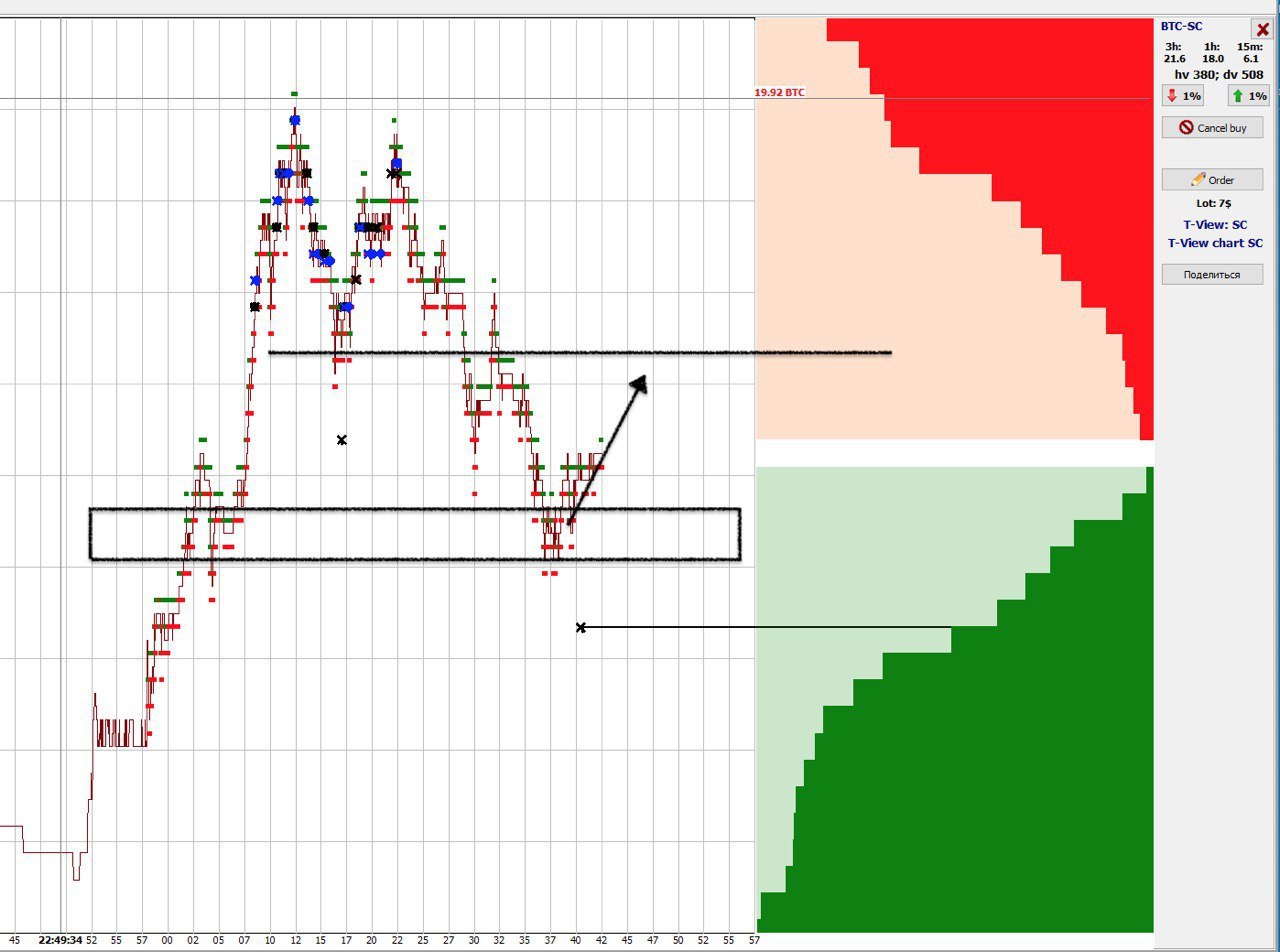 BTC-SC
3h: 1h: 15m:
21.6 18.0 6.1
hv 380; dv 508
1% 1%
19.92 BTC
Cancel buy
Order
Lot: 7$
T-View: SC
T-View chart SC
Поделиться
45 22:49:34 52 55 57 00 02 05 07 10 12 15 17 20 22 25 27 30 32 35 37 40 42 45 47 50 52 55 57